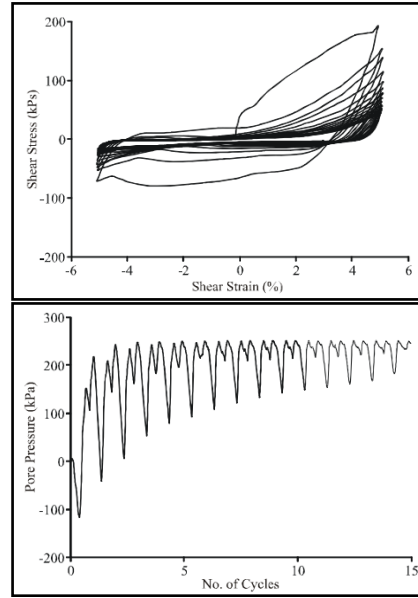 200
100
0
-100
-200
Shear Stress (kPs)
-6 -4 -2 0 2 4 6
Shear Strain (%)
300
200
100
0
-100
-200
Pore Pressure (kPa)
0 5 10 15
No. of Cycles